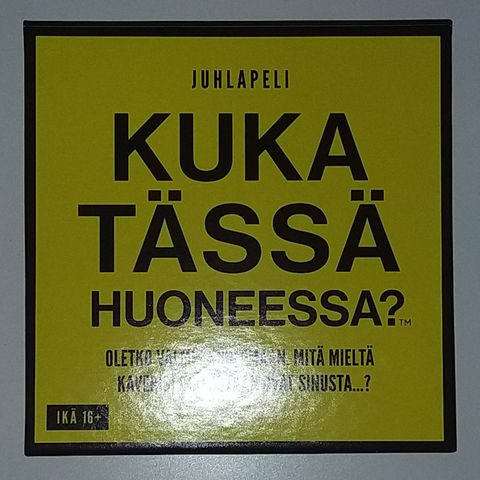 JUHLAPELI
KUKA
TÄSSÄ
HUONEESSA?™
OLETKO MITÄ MIELTÄ
SINUSTA...?
IKÄ 16+